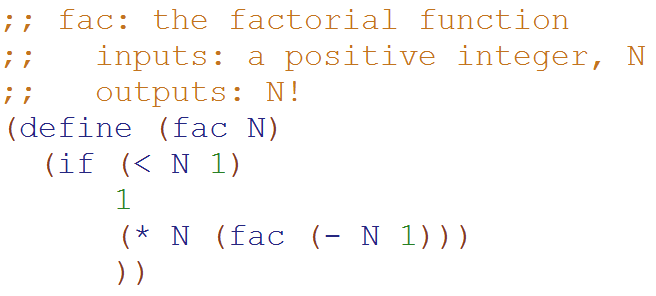 ;; fac: the factorial function
;;   inputs: a positive integer, N
;;   outputs: N!
(define (fac N)
  (if (< N 1)
      1
      (* N (fac (- N 1)))
      ))